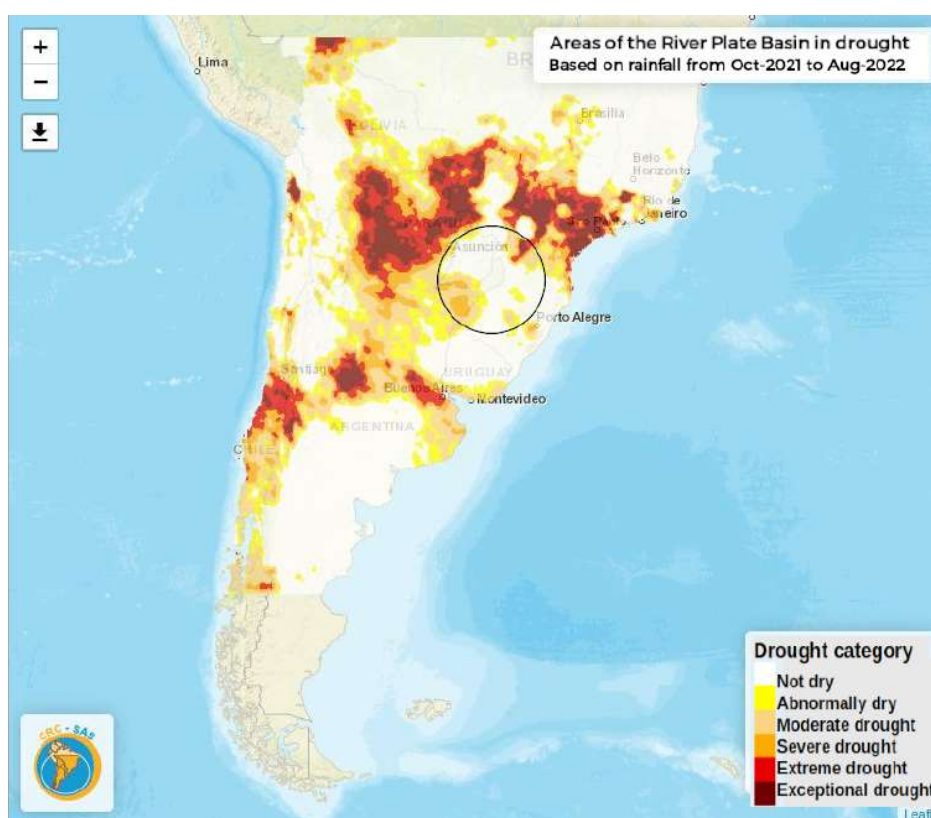 +
−
Areas of the River Plate Basin in drought
Based on rainfall from Oct-2021 to Aug-2022
Lima
BR
BOLIVIA
Brasilia
Belo
Horizonte
Rio de
Janeiro
Asunción
Porto Alegre
Santiago
URUGUAY
Buenos Aires
Montevideo
ARGENTINA
CHILE
Drought category
Not dry
Abnormally dry
Moderate drought
Severe drought
Extreme drought
Exceptional drought
CRC - SAS
Leafl